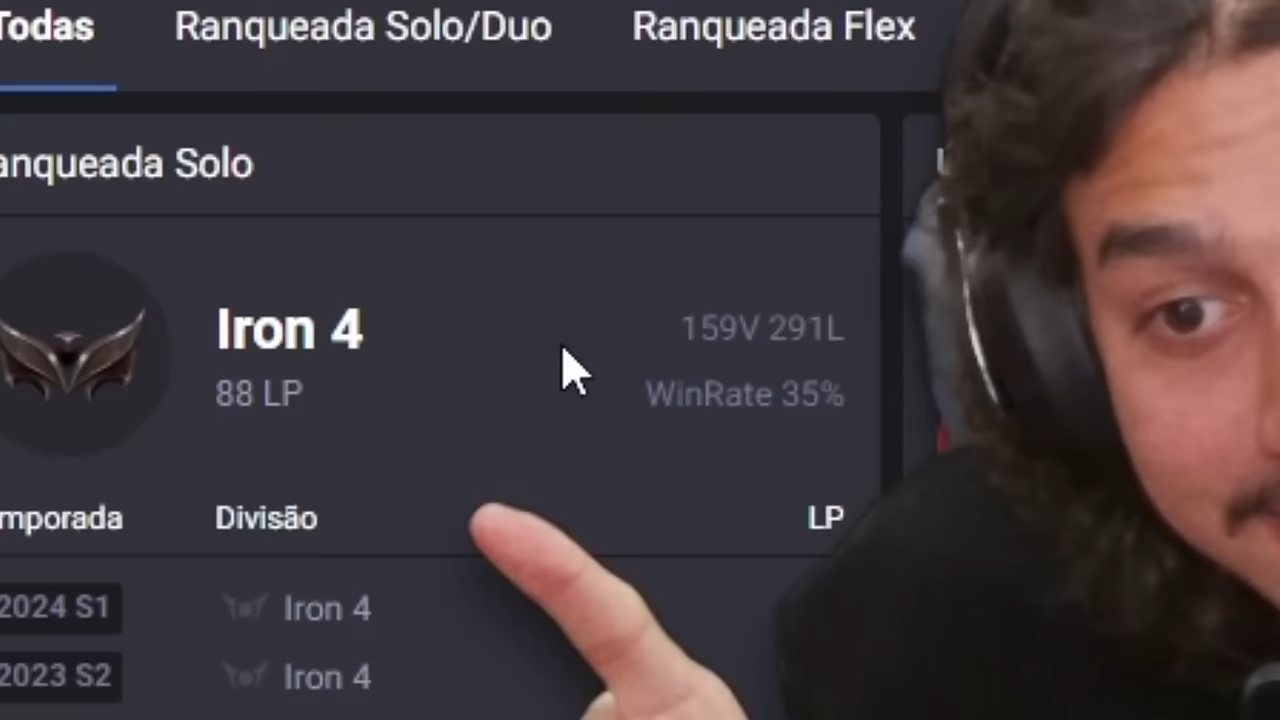 Todas Ranqueada Solo/Duo Ranqueada Flex
anqueada Solo
Iron 4 159V 291L
88 LP WinRate 35%
mporada Divisão LP
2024 S1 Iron 4
2023 S2 Iron 4